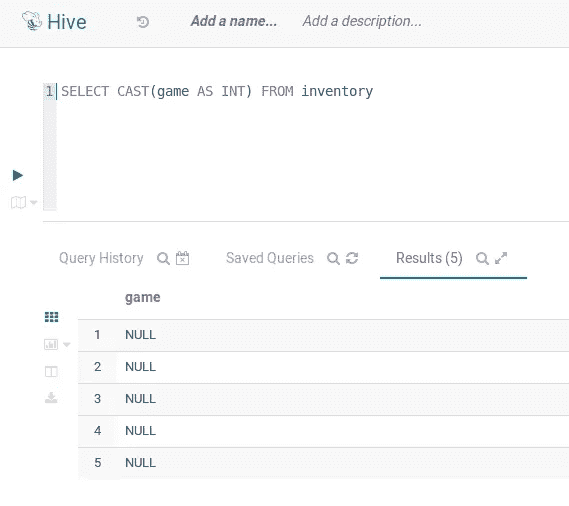 Hive Add a name... Add a description...
1 SELECT CAST(game AS INT) FROM inventory
Query History Saved Queries Results (5)
game
1 NULL
2 NULL
3 NULL
4 NULL
5 NULL